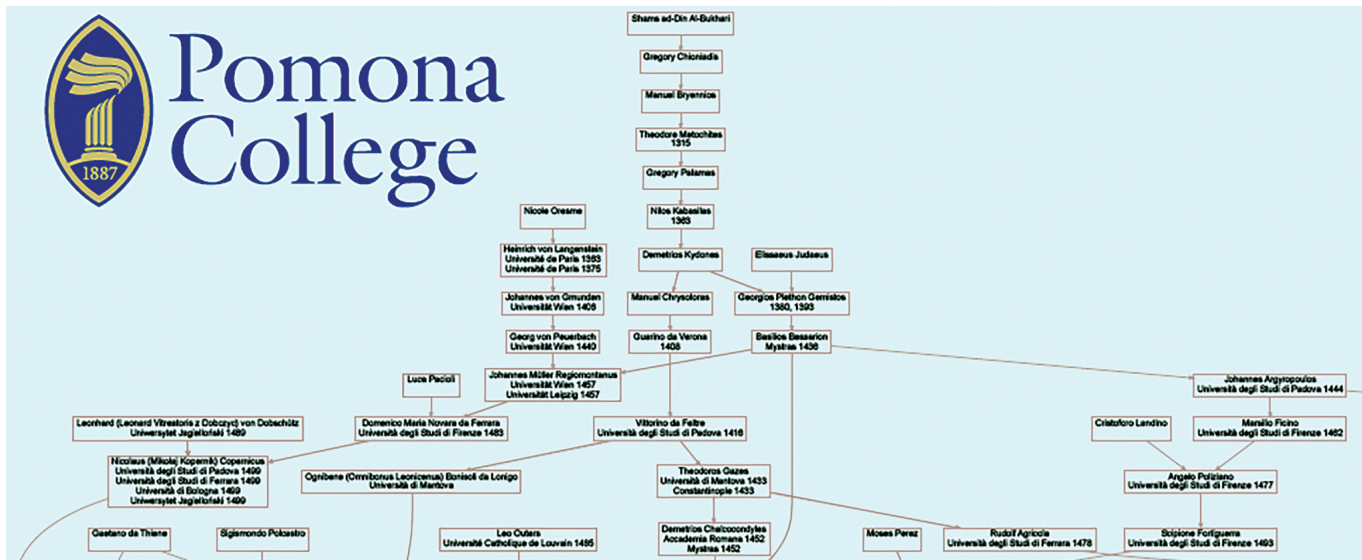 Pomona
College
1887
Shams ad-Din Al-Bukhari
Gregory Chioniadis
Manuel Bryennios
Theodore Metochites
1315
Gregory Palamas
Nicole Oresme
Nilos Kabasilas
1363
Heinrich von Langenstein
Université de Paris 1363
Université de Paris 1375
Demetrios Kydones
Elissaeus Judaeus
Johannes von Gmunden
Universität Wien 1406
Manuel Chrysoloras
Georgios Plethon Gemistos
1380, 1393
Georg von Peuerbach
Universität Wien 1440
Guarino da Verona
1408
Basilios Bessarion
Mystras 1436
Luca Pacioli
Johannes Müller Regiomontanus
Universität Wien 1457
Universität Leipzig 1457
Johannes Argyropoulos
Università degli Studi di Padova 1444
Leonhard (Leonard Vitreatoris z Dobczyc) von Dobschütz
Uniwersytet Jagielloński 1489
Domenico Maria Novara da Ferrara
Università degli Studi di Firenze 1483
Vittorino da Feltre
Università degli Studi di Padova 1416
Cristoforo Landino
Marsilio Ficino
Università degli Studi di Firenze 1462
Nicolaus (Mikołaj Kopernik) Copernicus
Università degli Studi di Padova 1499
Università degli Studi di Ferrara 1499
Università di Bologna 1499
Uniwersytet Jagielloński 1499
Ognibene (Omnibonus Leonicenus) Bonisoli da Lonigo
Università di Mantova
Theodoros Gazes
Università di Mantova 1433
Constantinople 1433
Angelo Poliziano
Università degli Studi di Firenze 1477
Gaetano da Thiene
Sigismondo Polcastro
Leo Outers
Université Catholique de Louvain 1485
Demetrios Chalcocondyles
Accademia Romana 1452
Mystras 1452
Moses Perez
Rudolf Agricola
Università degli Studi di Ferrara 1478
Scipione Fortiguerra
Università degli Studi di Firenze 1493